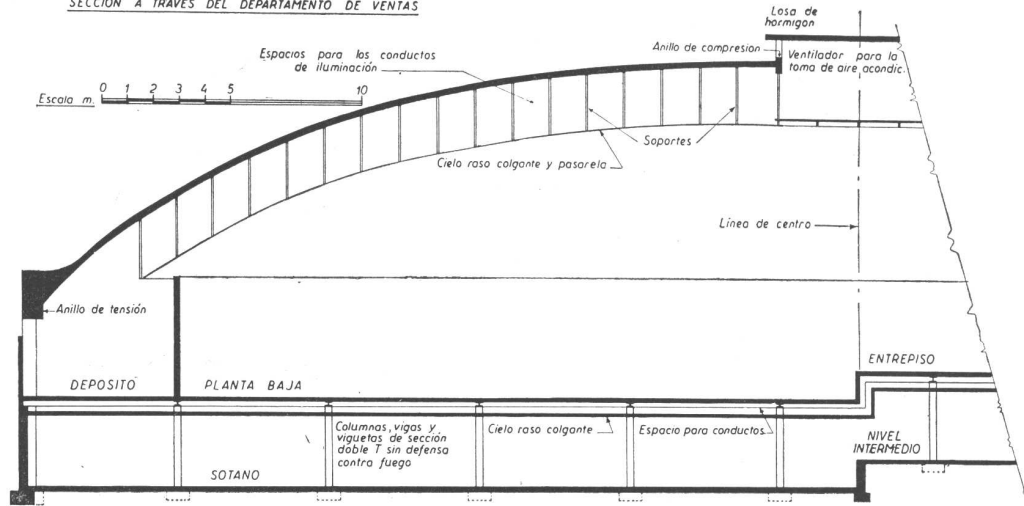 SECCION A TRAVES DEL DEPARTAMENTO DE VENTAS
Losa de
hormigon
Espacios para los conductos
de iluminación
Anillo de compresion
Ventilador para la
toma de aire acondic.
Escala m.
0 1 2 3 4 5 10
Soportes
Cielo raso colgante y pasarela
Linea de centro
Anillo de tensión
ENTREPISO
DEPOSITO
PLANTA BAJA
Columnas, vigas y
viguetas de sección
doble T sin defensa
contra fuego
Cielo raso colgante
Espacio para conductos
NIVEL
INTERMEDIO
SOTANO